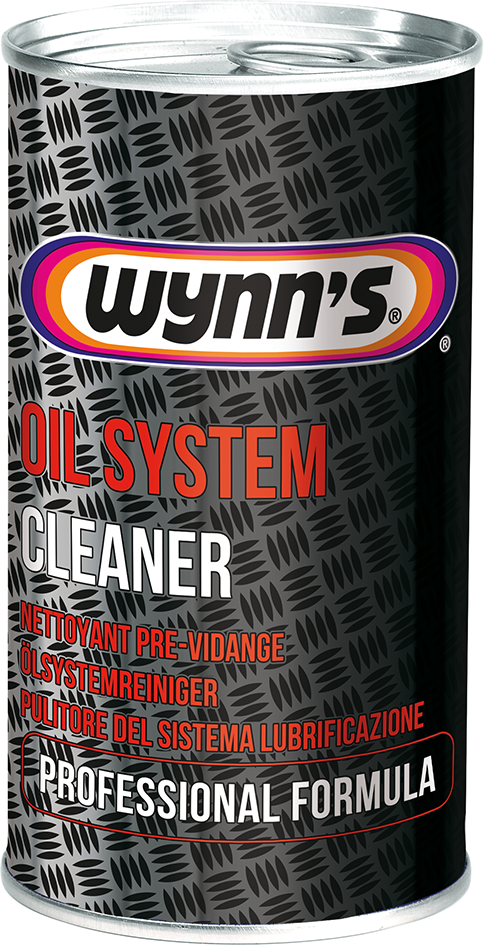 wynn's®
®
OIL SYSTEM
CLEANER
NETTOYANT PRE-VIDANGE
ÖLSYSTEMREINIGER
PULITORE DEL SISTEMA LUBRIFICAZIONE
PROFESSIONAL FORMULA